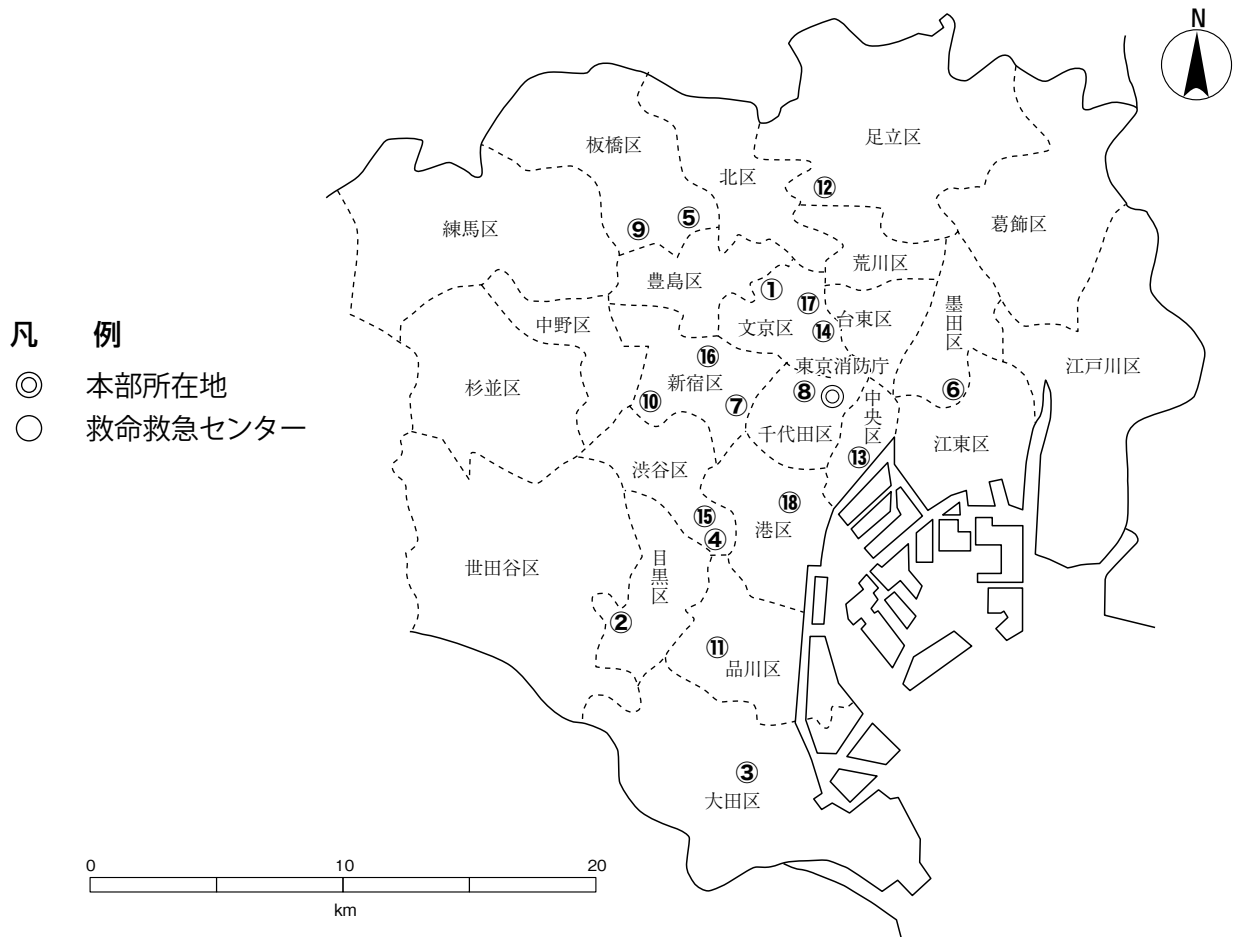 N
足立区
板橋区
北区
⑫
葛飾区
練馬区
⑨
⑤
荒川区
豊島区
①
⑰
墨田区
中野区
文京区
⑭
台東区
⑯
東京消防庁
江戸川区
杉並区
新宿区
⑩
⑦
⑧
中央区
⑥
千代田区
江東区
⑬
渋谷区
⑱
⑮
港区
④
世田谷区
目黒区
②
⑪
品川区
③
大田区
凡 例
◎ 本部所在地
○ 救命救急センター
0 10 20
km